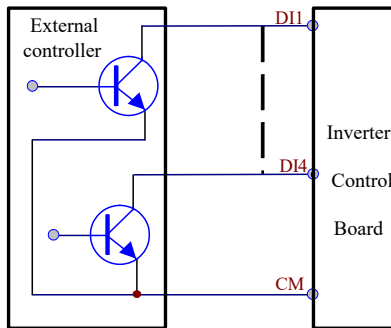 External
controller
DI1
Inverter
DI4
Control
Board
CM